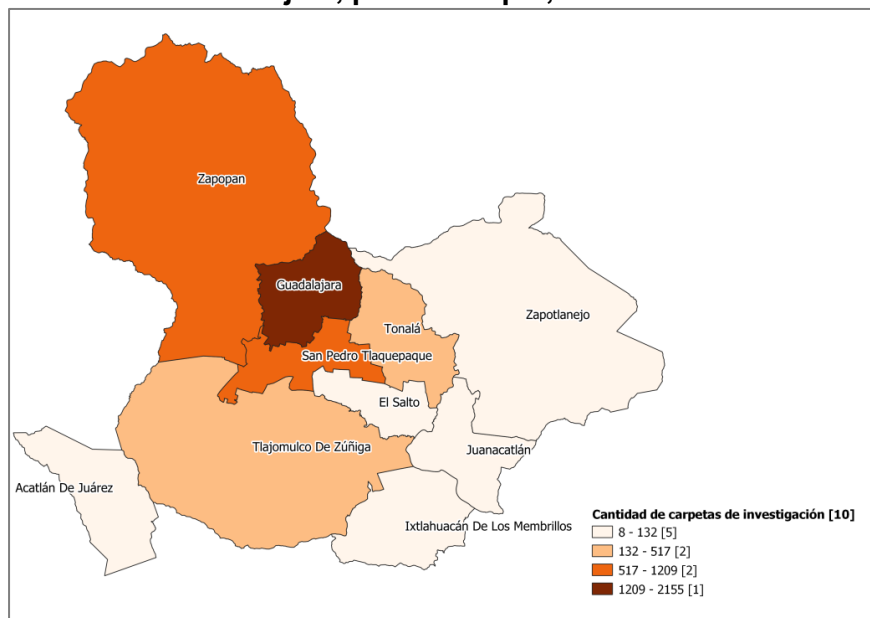 Zapopan
Guadalajara
Zapotlanejo
Tonalá
San Pedro Tlaquepaque
El Salto
Tlajomulco De Zúñiga
Juanacatlán
Acatlán De Juárez
Ixtlahuacán De Los Membrillos
Cantidad de carpetas de investigación [10]
8 - 132 [5]
132 - 517 [2]
517 - 1209 [2]
1209 - 2155 [1]